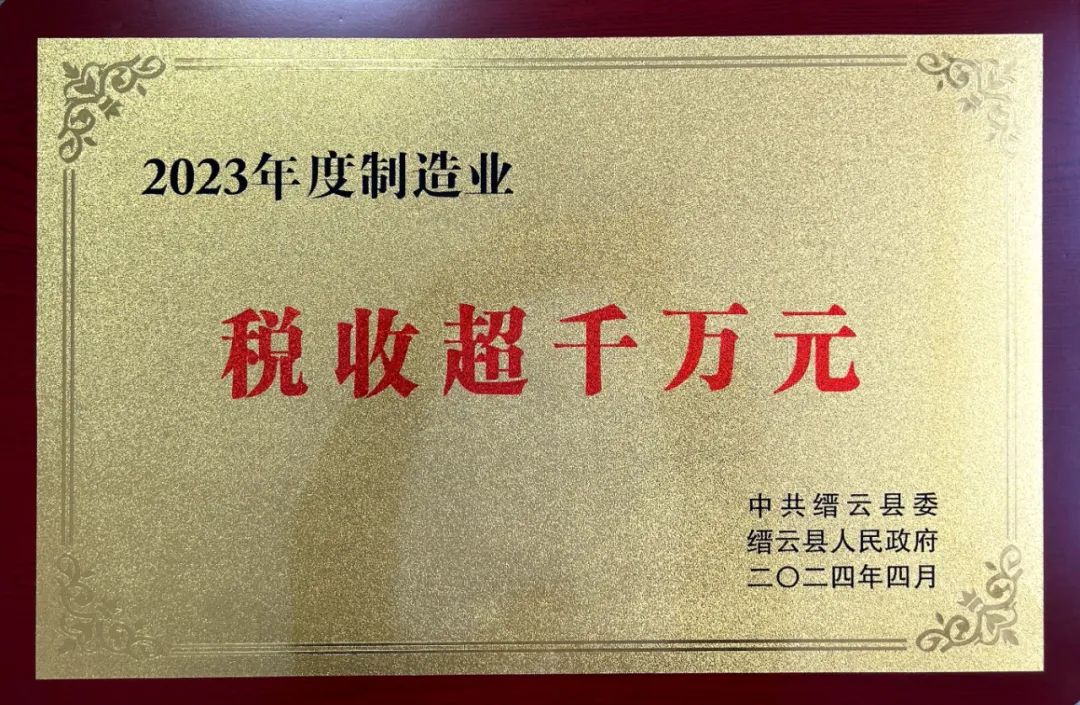 2023年度制造业
税收超千万元
中共缙云县委
缙云县人民政府
二〇二四年四月